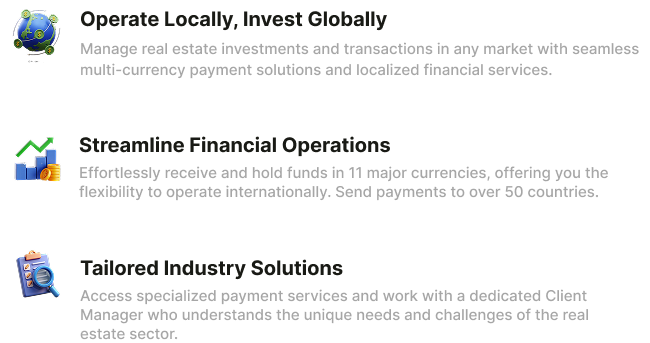 Operate Locally, Invest Globally
Manage real estate investments and transactions in any market with seamless
multi-currency payment solutions and localized financial services.
Streamline Financial Operations
Effortlessly receive and hold funds in 11 major currencies, offering you the
flexibility to operate internationally. Send payments to over 50 countries.
Tailored Industry Solutions
Access specialized payment services and work with a dedicated Client
Manager who understands the unique needs and challenges of the real
estate sector.